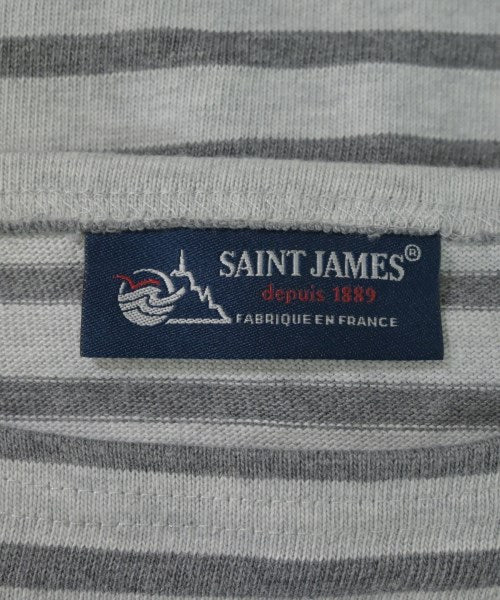 SAINT JAMES®
depuis 1889
FABRIQUE EN FRANCE